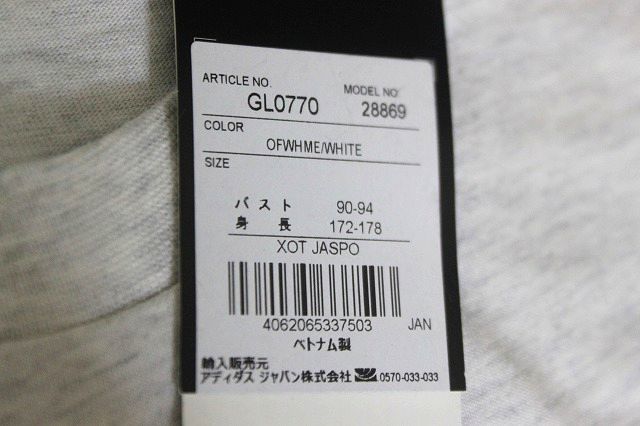 ARTICLE NO.
GL0770
MODEL NO:
28869
COLOR
OFWHME/WHITE
SIZE
バスト 90-94
身長 172-178
XOT JASPO
4062065337503 JAN
ベトナム製
輸入販売元
アディダス ジャパン株式会社 0570-033-033